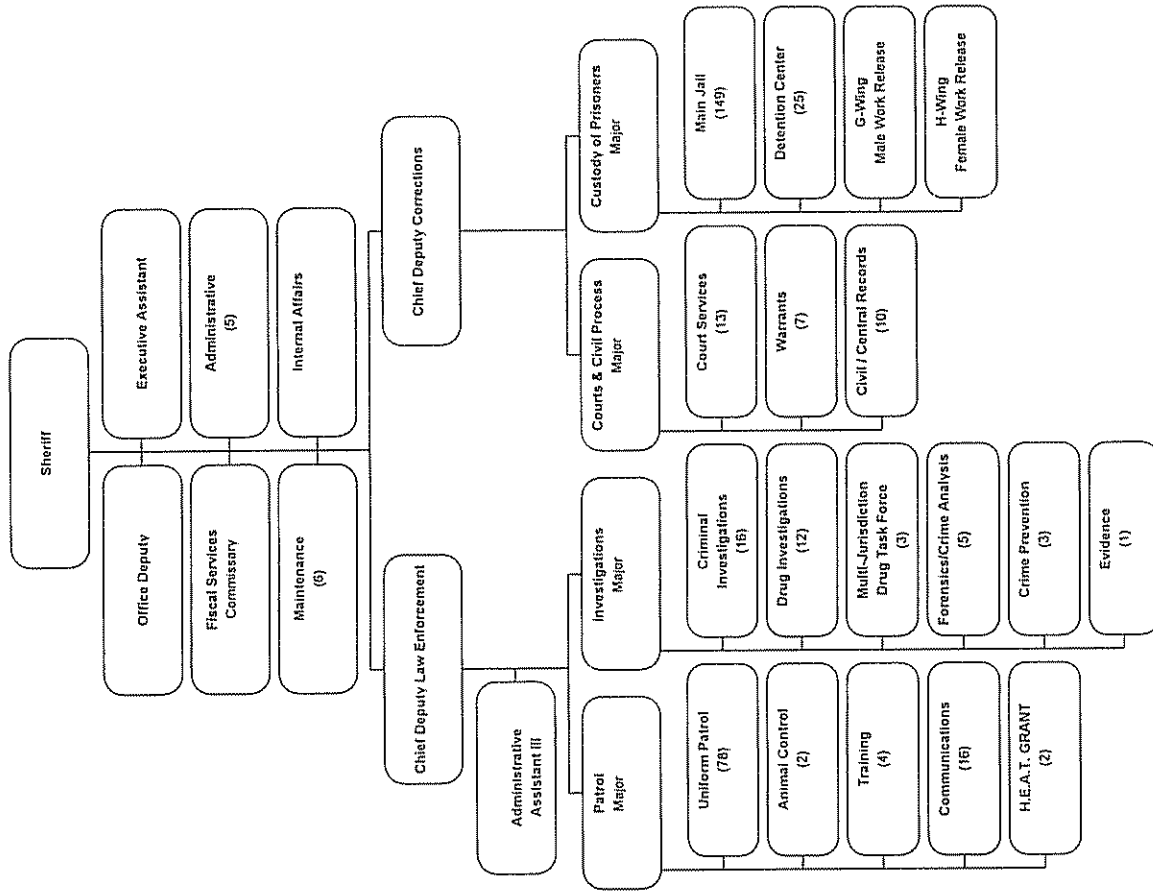 Sheriff
Office Deputy
Executive Assistant
Fiscal Services
Commissary
Administrative
(5)
Maintenance
(6)
Internal Affairs
Chief Deputy Law Enforcement
Chief Deputy Corrections
Administrative
Assistant III
Patrol
Major
Investigations
Major
Courts & Civil Process
Major
Custody of Prisoners
Major
Uniform Patrol
(78)
Animal Control
(2)
Training
(4)
Communications
(16)
H.E.A.T. GRANT
(2)
Criminal
Investigations
(16)
Drug Investigations
(12)
Multi-Jurisdiction
Drug Task Force
(3)
Forensics/Crime Analysis
(5)
Crime Prevention
(3)
Evidence
(1)
Court Services
(13)
Warrants
(7)
Civil / Central Records
(10)
Main Jail
(149)
Detention Center
(25)
G-Wing
Male Work Release
H-Wing
Female Work Release